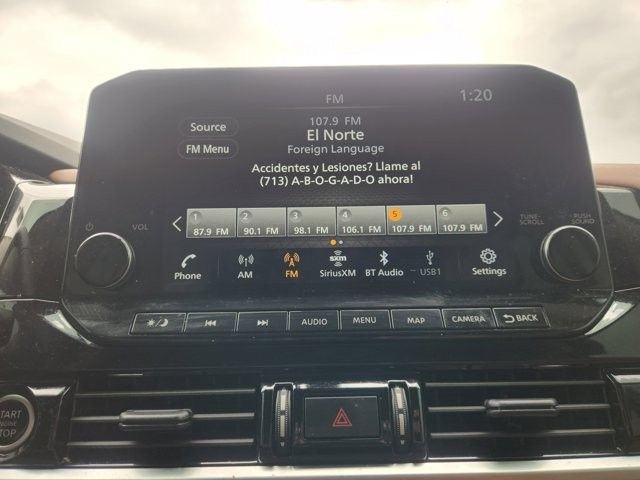 FM
1:20
Source
FM Menu
107.9 FM
El Norte
Foreign Language
Accidentes y Lesiones? Llame al
(713) A-B-O-G-A-D-O ahora!
1 2 3 4 5 6
87.9 FM 90.1 FM 98.1 FM 106.1 FM 107.9 FM 107.9 FM
VOL
TUNE-SCROLL
PUSH SOUND
sxm
Phone AM FM SiriusXM BT Audio USB1 Settings
AUDIO MENU MAP CAMERA BACK
START
ENGINE
STOP